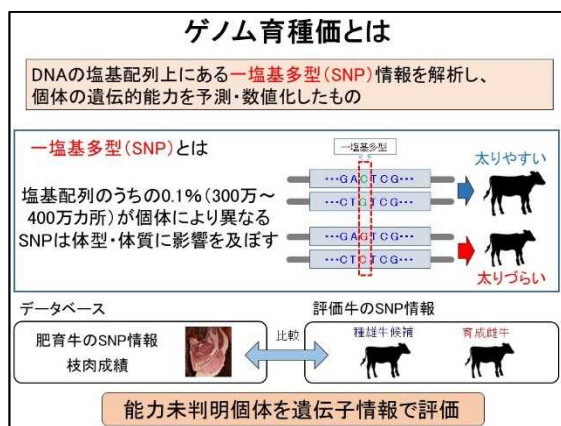 ゲノム育種価とは
DNAの塩基配列上にある一塩基多型(SNP)情報を解析し、
個体の遺伝的能力を予測・数値化したもの
一塩基多型(SNP)とは
塩基配列のうちの0.1%(300万～
400万カ所)が個体により異なる
SNPは体型・体質に影響を及ぼす
一塩基多型
…GACTCG…
…CTGTCG…
…GAGTCG…
…CTCTCG…
太りやすい
太りづらい
データベース
肥育牛のSNP情報
枝肉成績
比較
評価牛のSNP情報
種雄牛候補
育成雌牛
能力未判明個体を遺伝子情報で評価